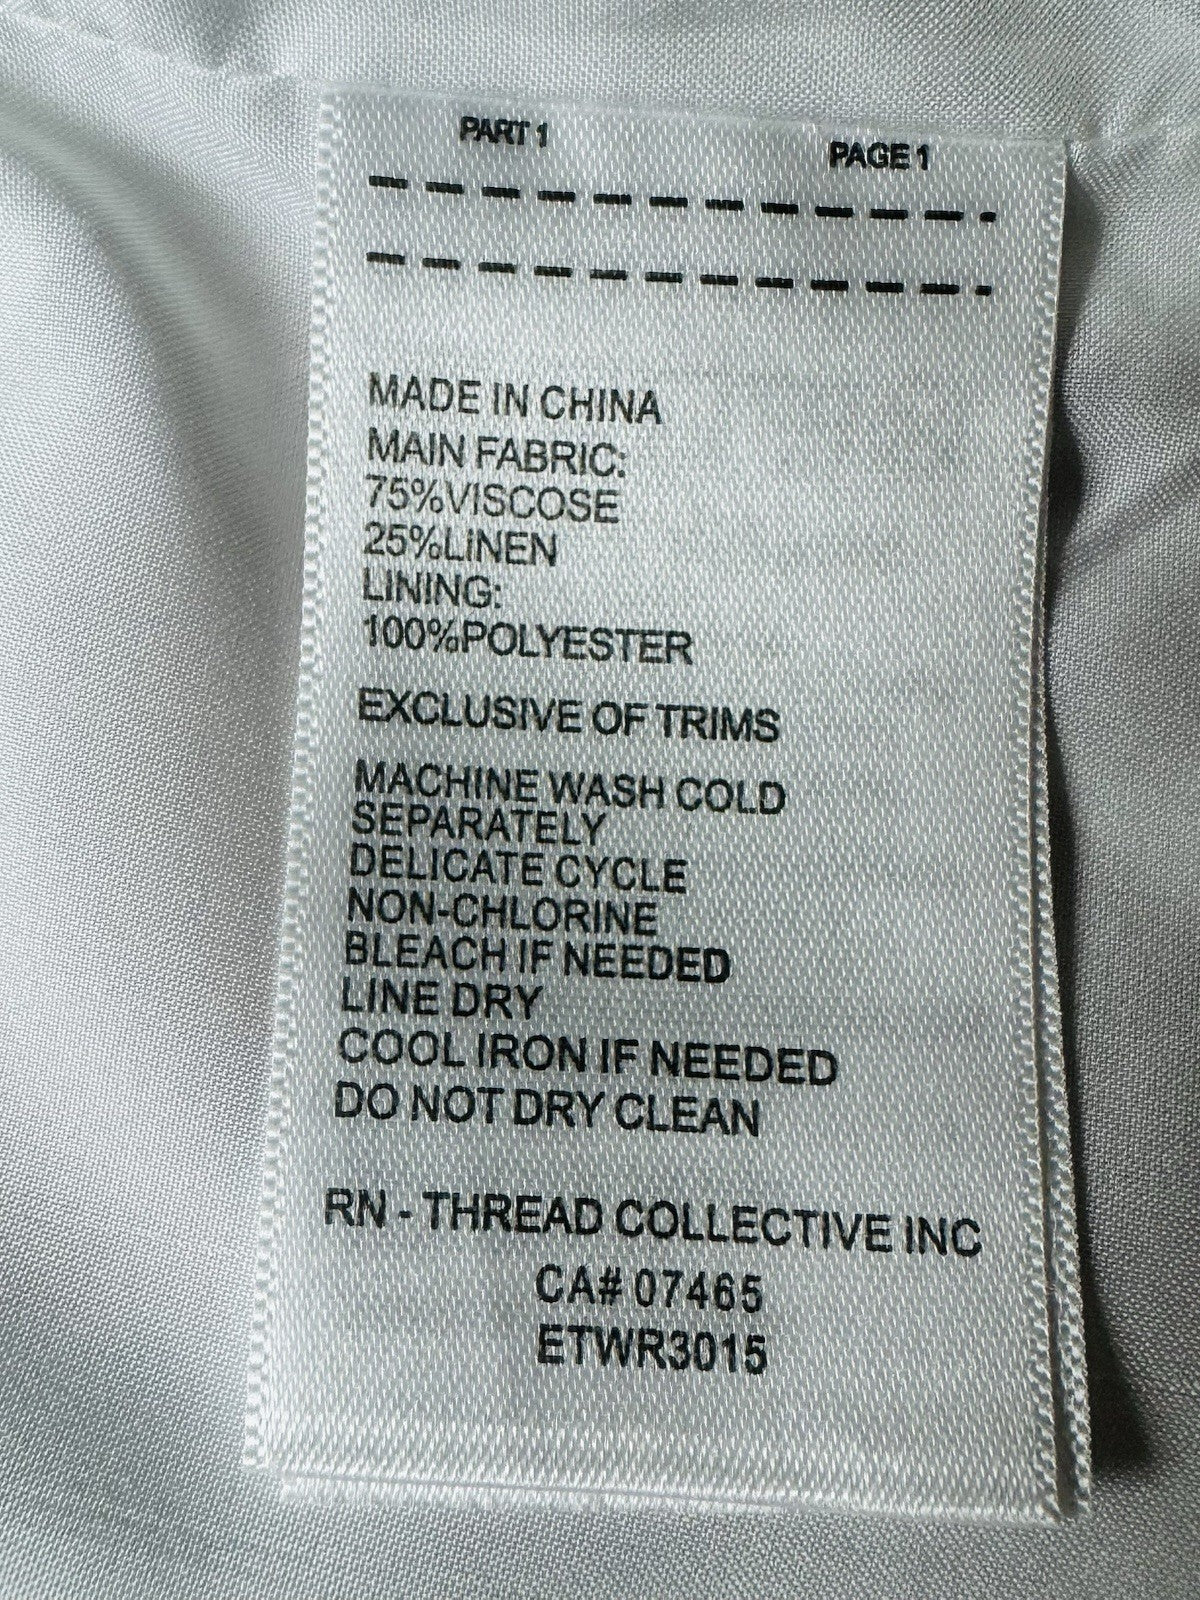 PART 1 PAGE 1
MADE IN CHINA
MAIN FABRIC:
75%VISCOSE
25%LINEN
LINING:
100%POLYESTER
EXCLUSIVE OF TRIMS
MACHINE WASH COLD
SEPARATELY
DELICATE CYCLE
NON-CHLORINE
BLEACH IF NEEDED
LINE DRY
COOL IRON IF NEEDED
DO NOT DRY CLEAN
RN - THREAD COLLECTIVE INC
CA# 07465
ETWR3015